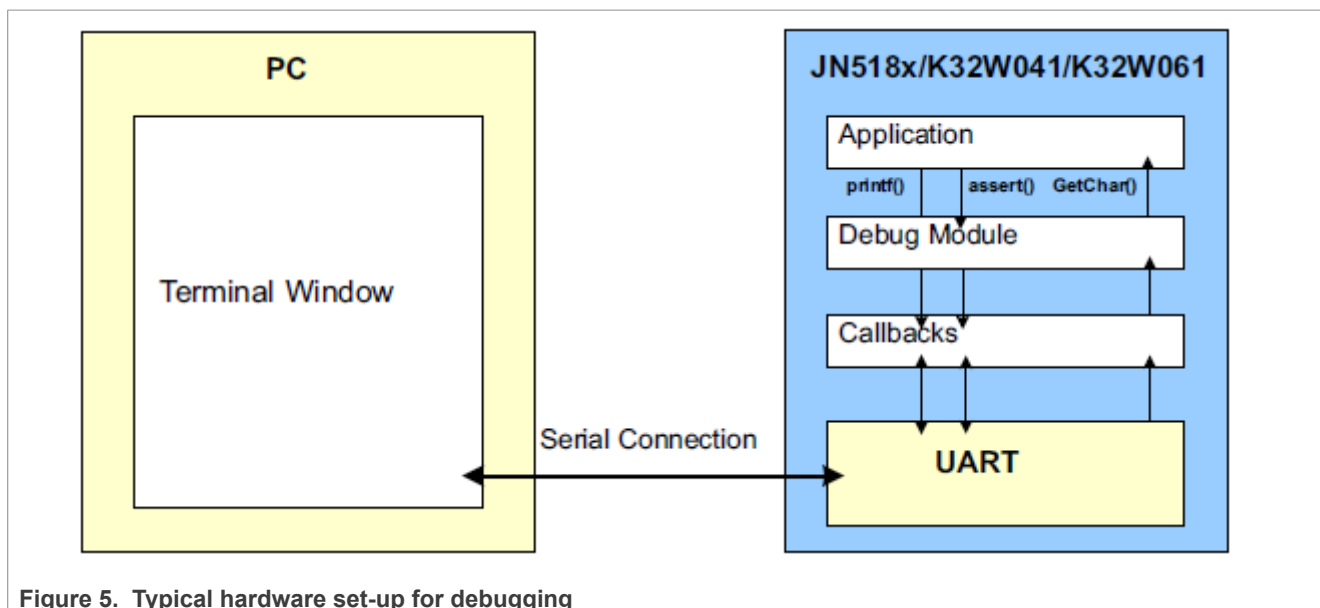 PC
Terminal Window
Serial Connection
JN518x/K32W041/K32W061
Application
printf() assert() GetChar()
Debug Module
Callbacks
UART
Figure 5. Typical hardware set-up for debugging